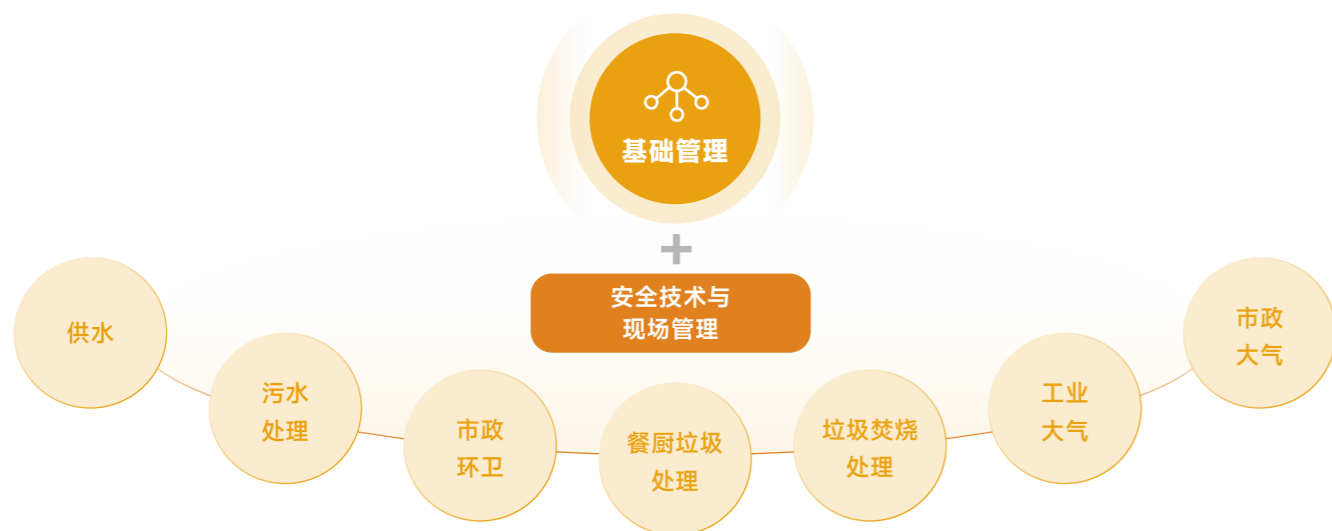 基础管理
安全技术与
现场管理
供水
污水
处理
市政
环卫
餐厨垃圾
处理
垃圾焚烧
处理
工业
大气
市政
大气